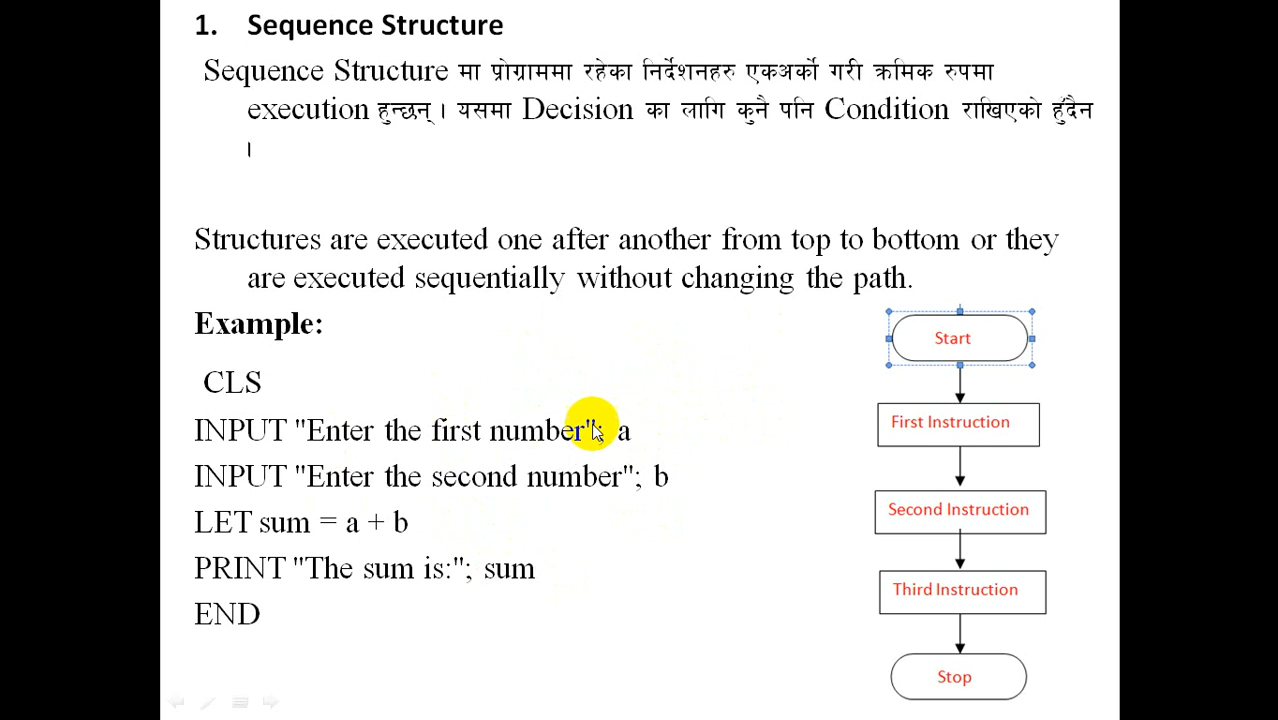 1. Sequence Structure
Sequence Structure मा प्रोग्राममा रहेका निर्देशनहरु एकअर्को गरी क्रमिक रुपमा
execution हुन्छन् । यसमा Decision का लागि कुनै पनि Condition राखिएको हुँदैन
।
Structures are executed one after another from top to bottom or they
are executed sequentially without changing the path.
Example:
CLS
INPUT "Enter the first number"; a
INPUT "Enter the second number"; b
LET sum = a + b
PRINT "The sum is:"; sum
END
Start
First Instruction
Second Instruction
Third Instruction
Stop